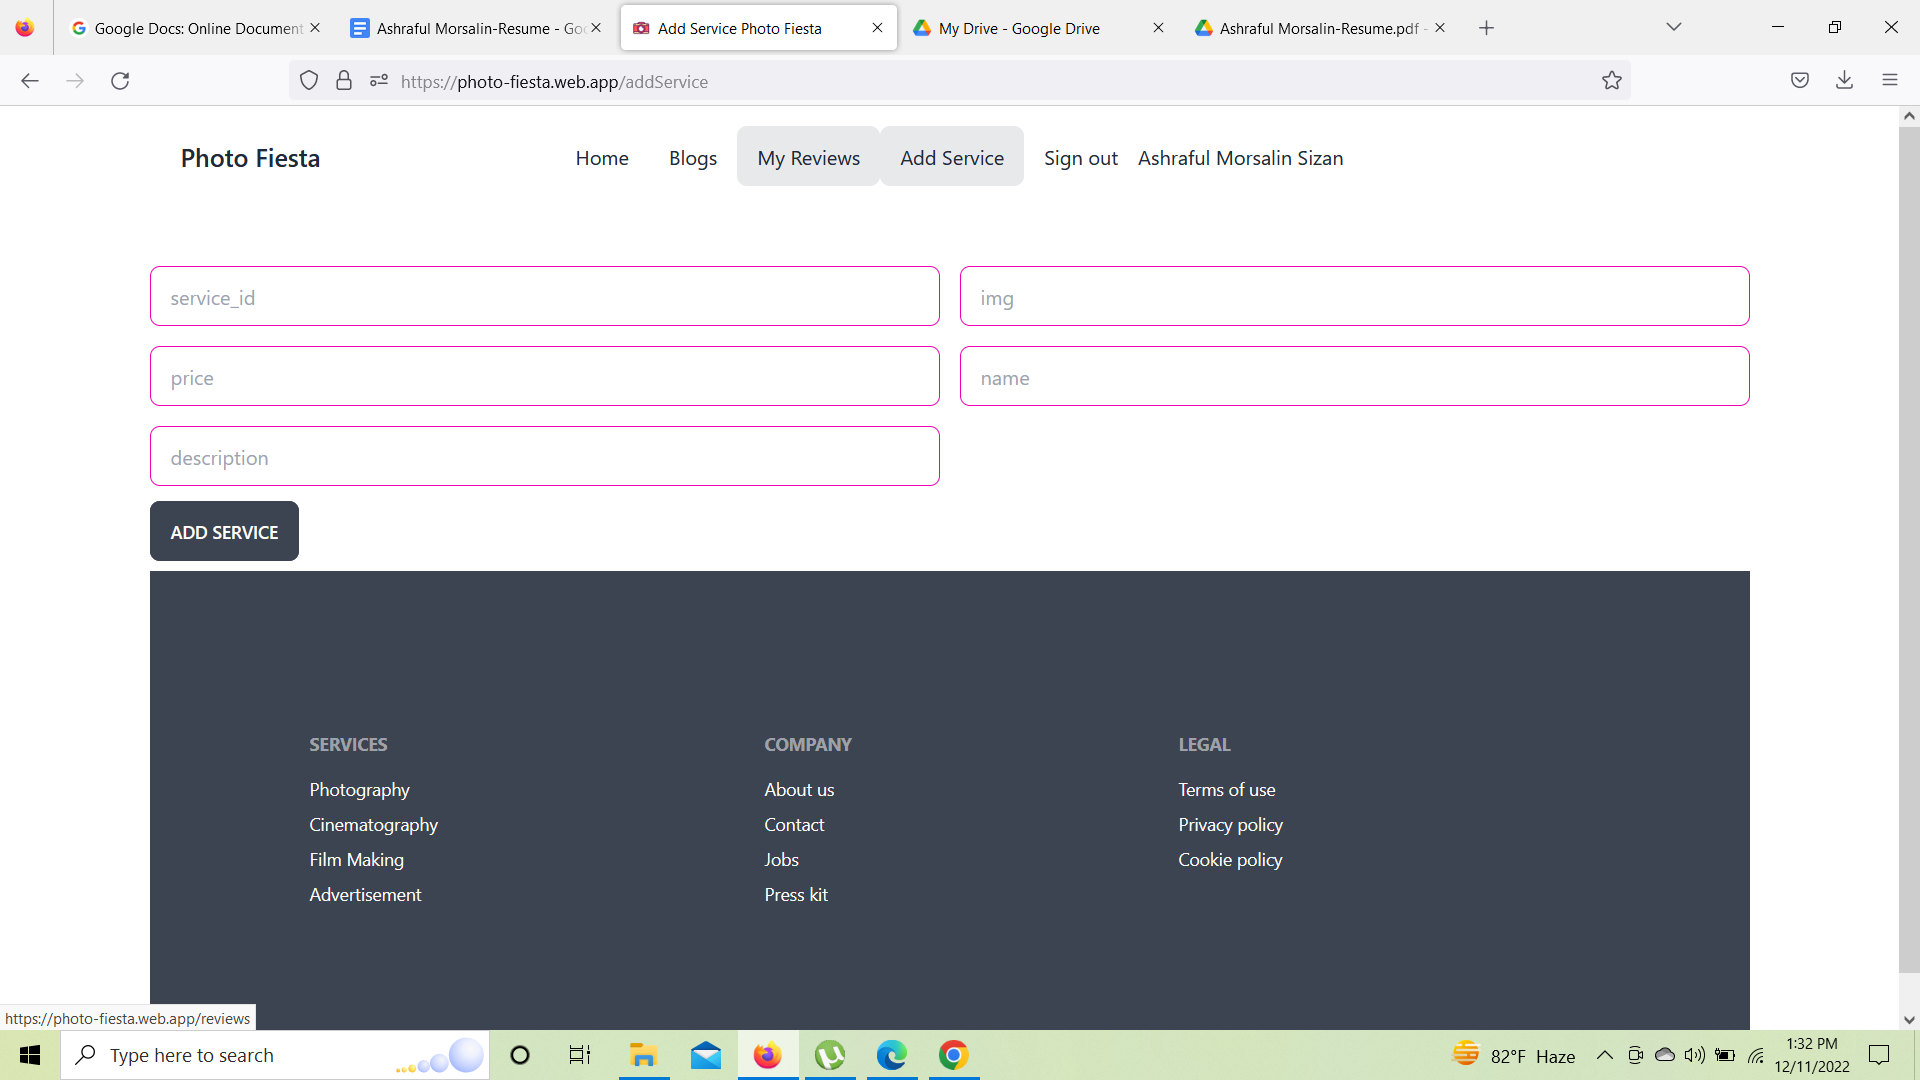 Google Docs: Online Document
Ashraful Morsalin-Resume - Goo
Add Service Photo Fiesta
My Drive - Google Drive
Ashraful Morsalin-Resume.pdf -
https://photo-fiesta.web.app/addService
Photo Fiesta
Home
Blogs
My Reviews
Add Service
Sign out
Ashraful Morsalin Sizan
service_id
img
price
name
description
ADD SERVICE
SERVICES
Photography
Cinematography
Film Making
Advertisement
COMPANY
About us
Contact
Jobs
Press kit
LEGAL
Terms of use
Privacy policy
Cookie policy
https://photo-fiesta.web.app/reviews
Type here to search
82°F Haze
1:32 PM
12/11/2022